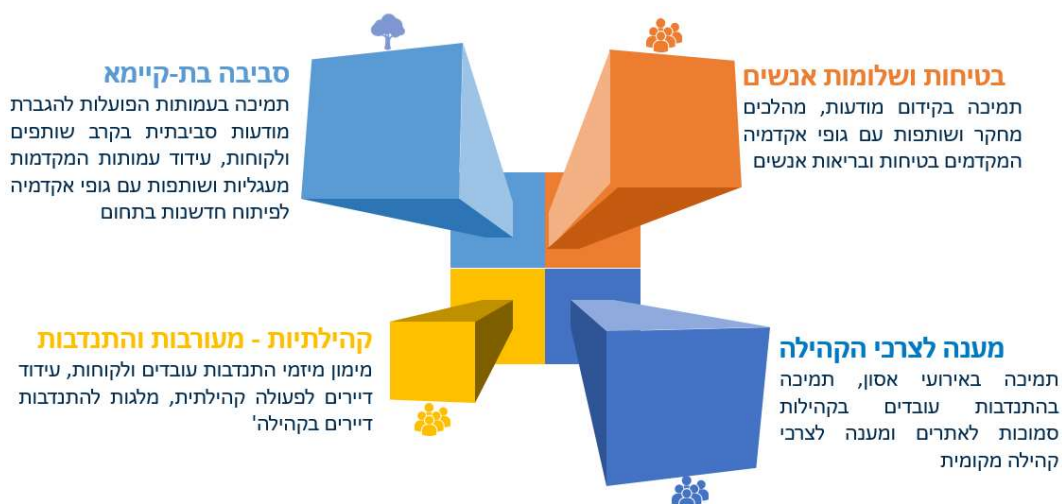 בטיחות ושלומות אנשים
תמיכה בקידום מודעות, מהלכים
מחקר ושותפות עם גופי אקדמיה
המקדמים בטיחות ובריאות אנשים
סביבה בת-קיימא
תמיכה בעמותות הפועלות להגברת
מודעות סביבתית בקרב שותפים
ולקוחות, עידוד עמותות המקדמות
מעגליות ושותפות עם גופי אקדמיה
לפיתוח חדשנות בתחום
מענה לצרכי הקהילה
תמיכה באירועי אסון, תמיכה
בהתנדבות עובדים בקהילות
סמוכות לאתרים ומענה לצרכי
קהילה מקומית
קהילתיות - מעורבות והתנדבות
מימון מיזמי התנדבות עובדים ולקוחות, עידוד
דיירים לפעולה קהילתית, מלגות להתנדבות
דיירים בקהילה'